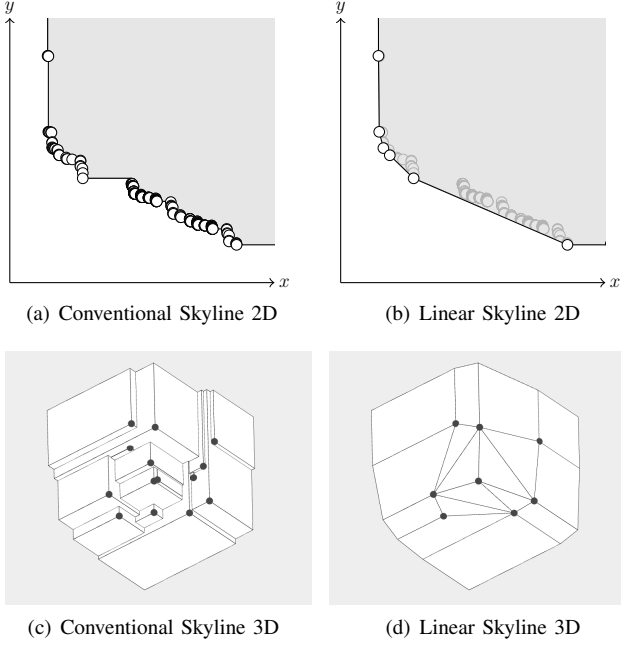 y
y
x
x
(a) Conventional Skyline 2D
(b) Linear Skyline 2D
(c) Conventional Skyline 3D
(d) Linear Skyline 3D